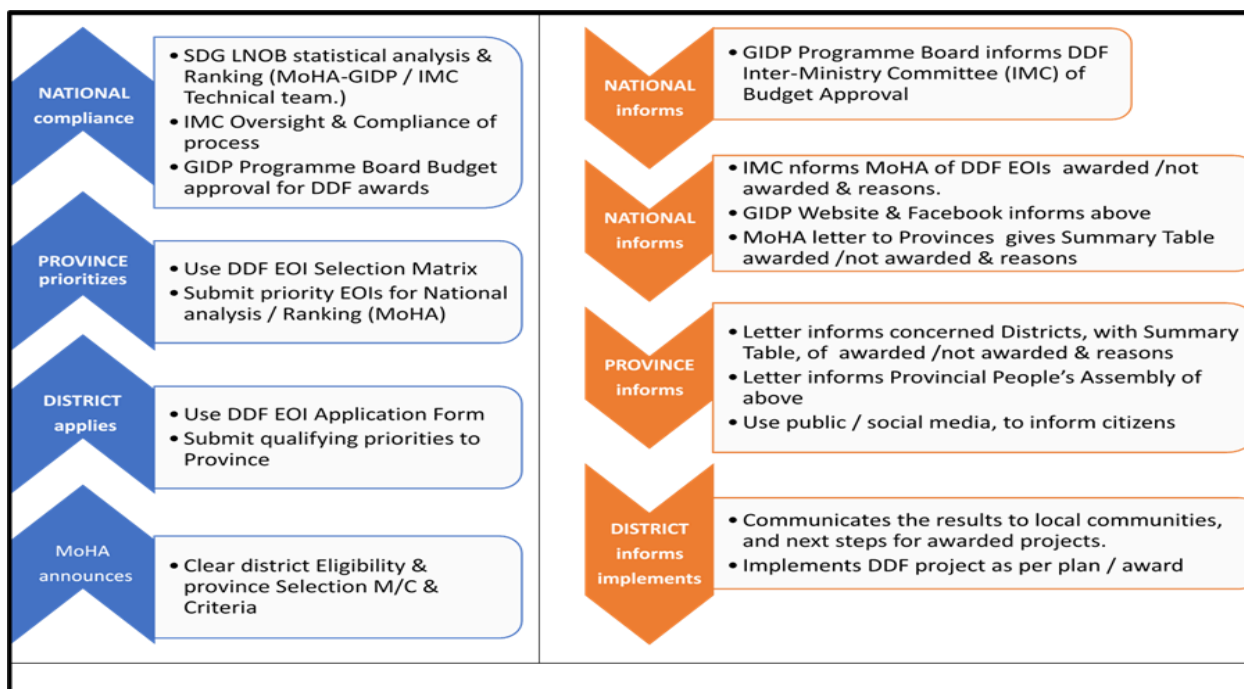 NATIONAL
compliance
• SDG LNOB statistical analysis &
Ranking (MoHA-GIDP / IMC
Technical team.)
• IMC Oversight & Compliance of
process
• GIDP Programme Board Budget
approval for DDF awards
PROVINCE
prioritizes
• Use DDF EOI Selection Matrix
• Submit priority EOIs for National
analysis / Ranking (MoHA)
DISTRICT
applies
• Use DDF EOI Application Form
• Submit qualifying priorities to
Province
MoHA
announces
• Clear district Eligibility &
province Selection M/C &
Criteria
NATIONAL
informs
• GIDP Programme Board informs DDF
Inter-Ministry Committee (IMC) of
Budget Approval
NATIONAL
informs
• IMC nforms MoHA of DDF EOIs awarded /not
awarded & reasons.
• GIDP Website & Facebook informs above
• MoHA letter to Provinces gives Summary Table
awarded /not awarded & reasons
PROVINCE
informs
• Letter informs concerned Districts, with Summary
Table, of awarded /not awarded & reasons
• Letter informs Provincial People's Assembly of
above
• Use public / social media, to inform citizens
DISTRICT
informs
implements
• Communicates the results to local communities,
and next steps for awarded projects.
• Implements DDF project as per plan / award